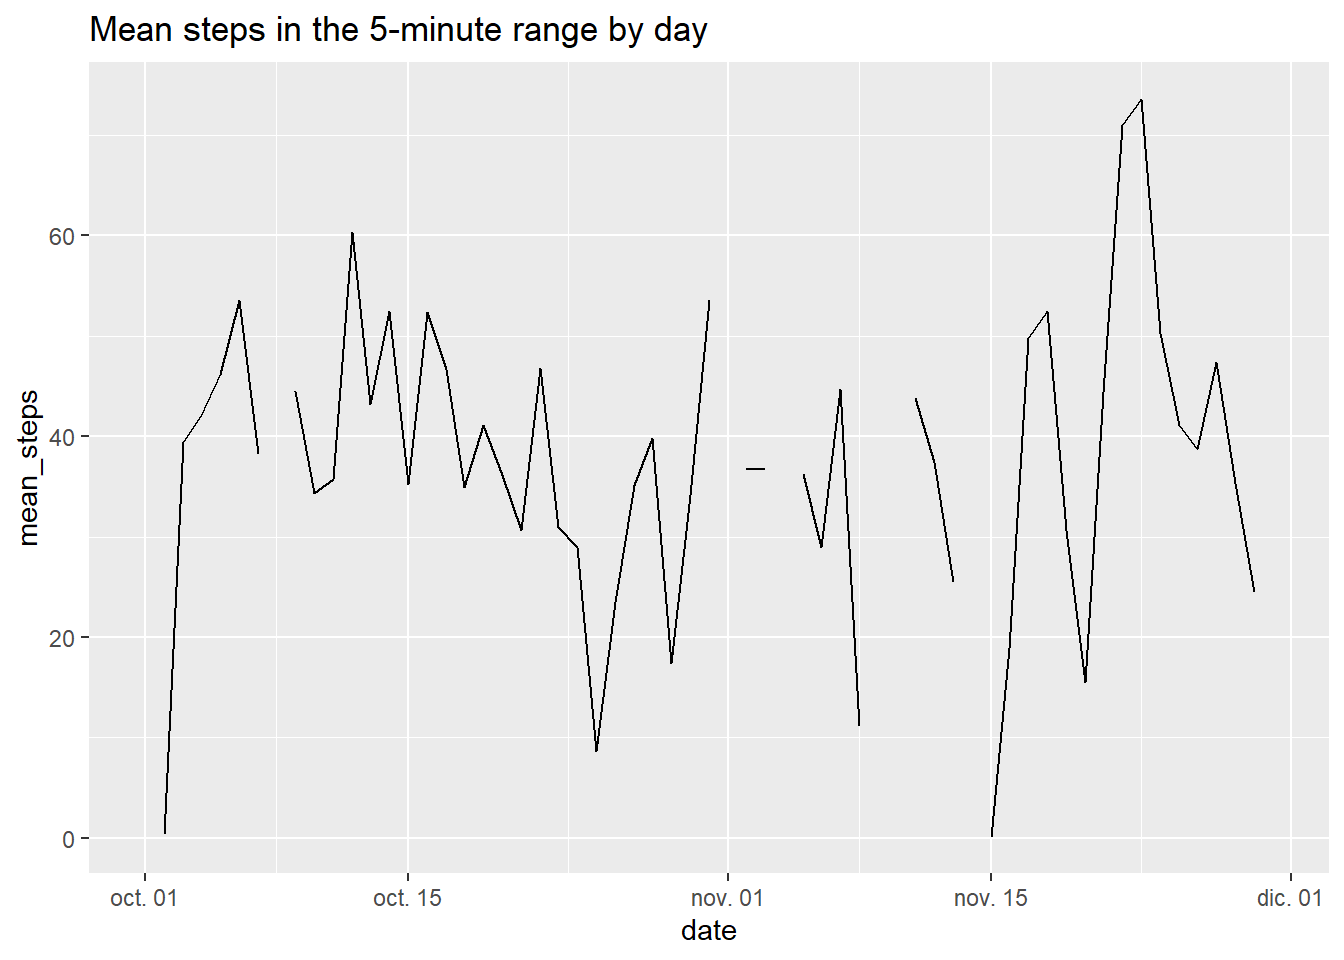 Mean steps in the 5-minute range by day
mean_steps
60
40
20
0
oct. 01
oct. 15
nov. 01
nov. 15
dic. 01
date